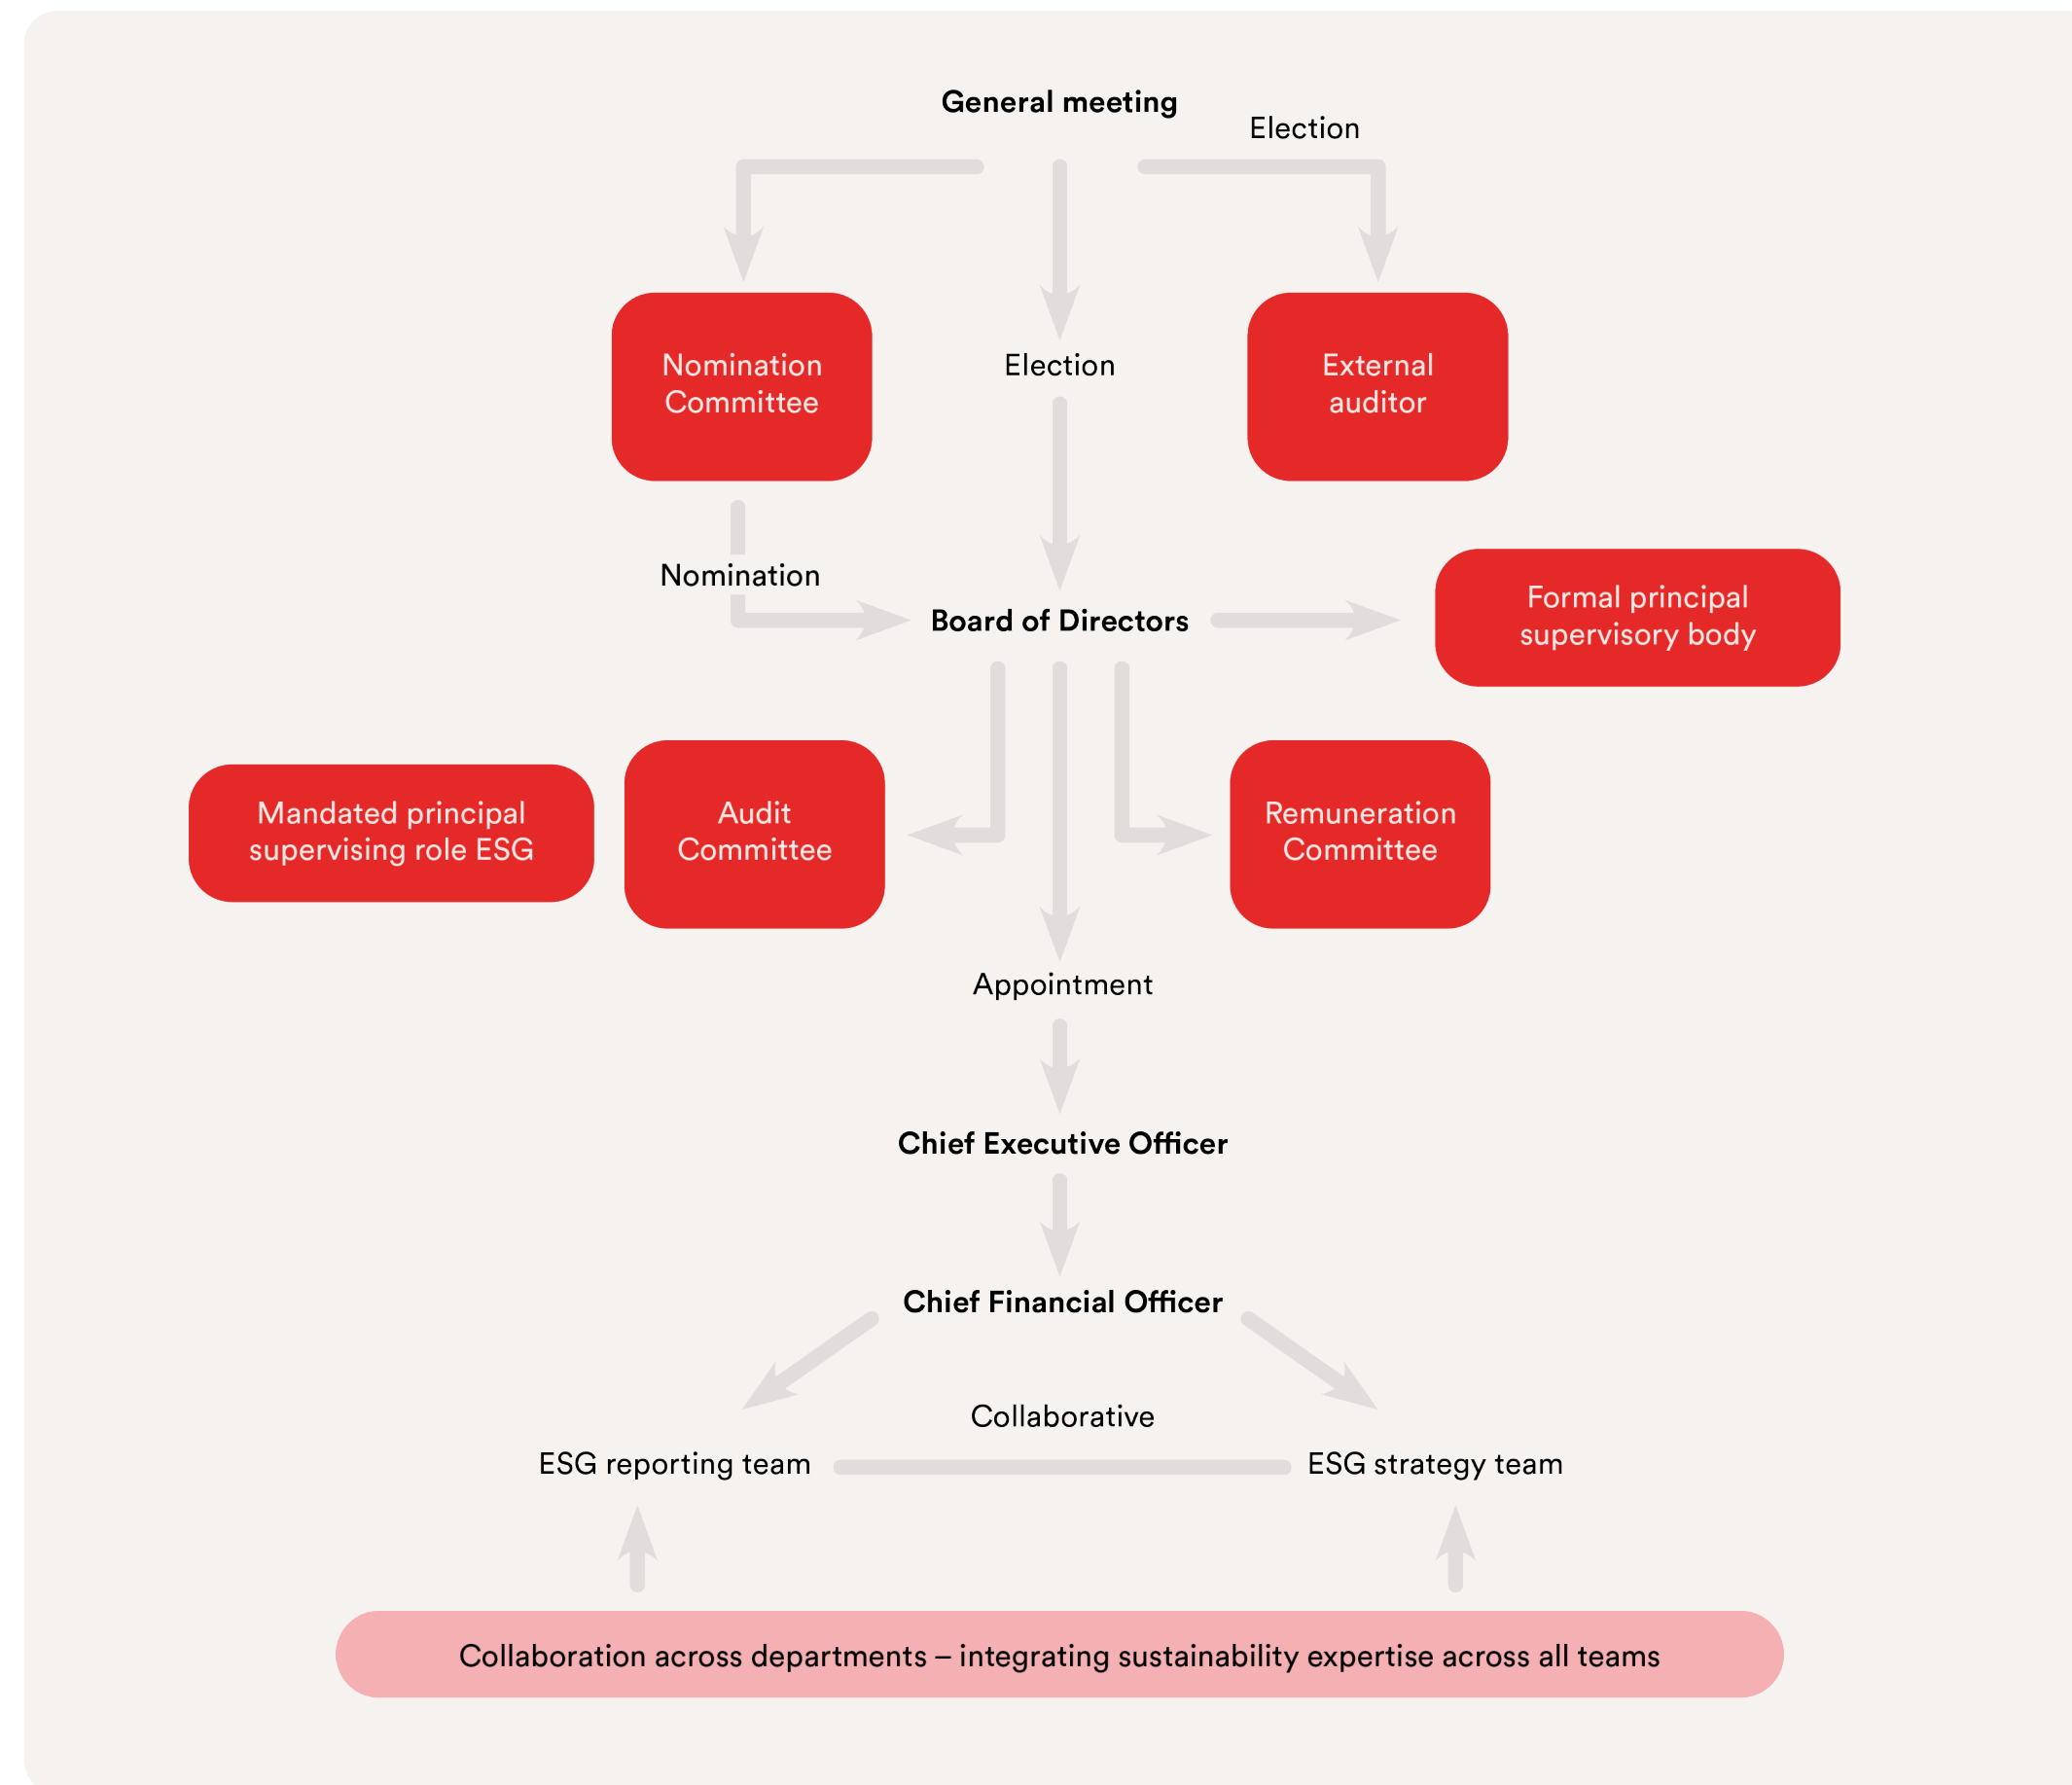 General meeting
Election
Nomination
Committee
Election
External
auditor
Nomination
Board of Directors
Formal principal
supervisory body
Mandated principal
supervising role ESG
Audit
Committee
Remuneration
Committee
Appointment
Chief Executive Officer
Chief Financial Officer
Collaborative
ESG reporting team
ESG strategy team
Collaboration across departments – integrating sustainability expertise across all teams